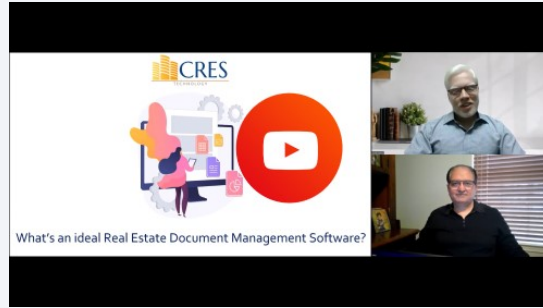 CRES
TECHNOLOGY
What's an ideal Real Estate Document Management Software?